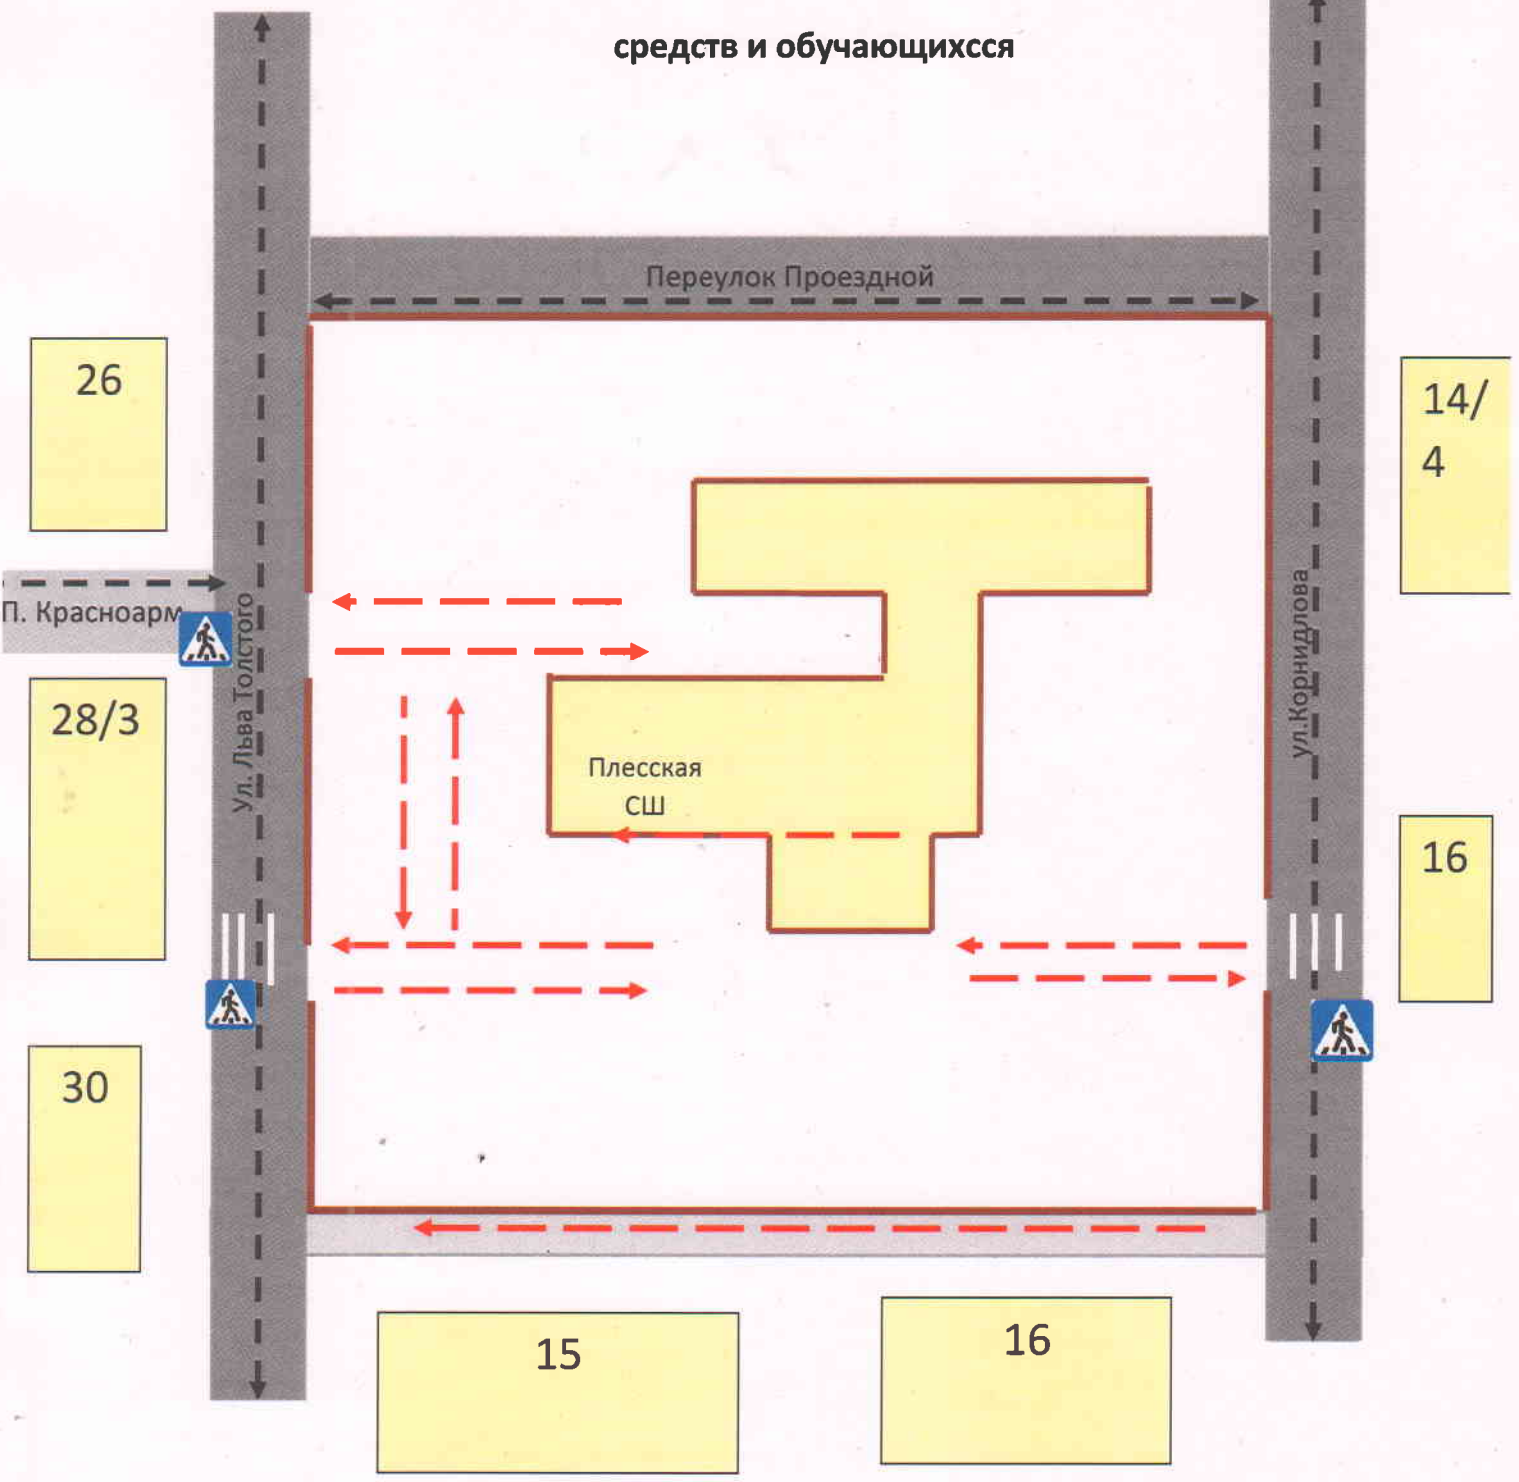 средств и обучающихсся
Переулок Проездной
26
14/
4
П. Красноарм
Ул. Льва Толстого
ул.Корнидлова
28/3
Плесская
СШ
16
30
15
16